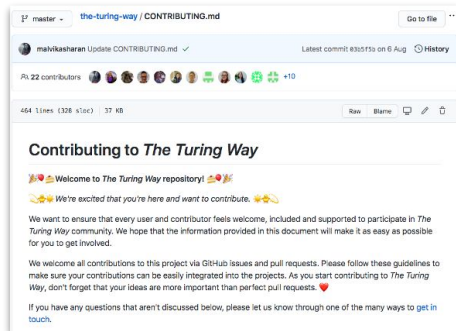 master
the-turing-way / CONTRIBUTING.md
Go to file
malvikasharan Update CONTRIBUTING.md
Latest commit on 6 Aug
History
22 contributors
+10
464 lines (328 sloc) 37 KB
Raw
Blame
Contributing to The Turing Way
Welcome to The Turing Way repository!
We're excited that you're here and want to contribute.
We want to ensure that every user and contributor feels welcome, included and supported to participate in The
Turing Way community. We hope that the information provided in this document will make it as easy as possible
for you to get involved.
We welcome all contributions to this project via GitHub issues and pull requests. Please follow these guidelines to
make sure your contributions can be easily integrated into the projects. As you start contributing to The Turing
Way, don't forget that your ideas are more important than perfect pull requests. ❤️
If you have any questions that aren't discussed below, please let us know through one of the many ways to get in
touch.